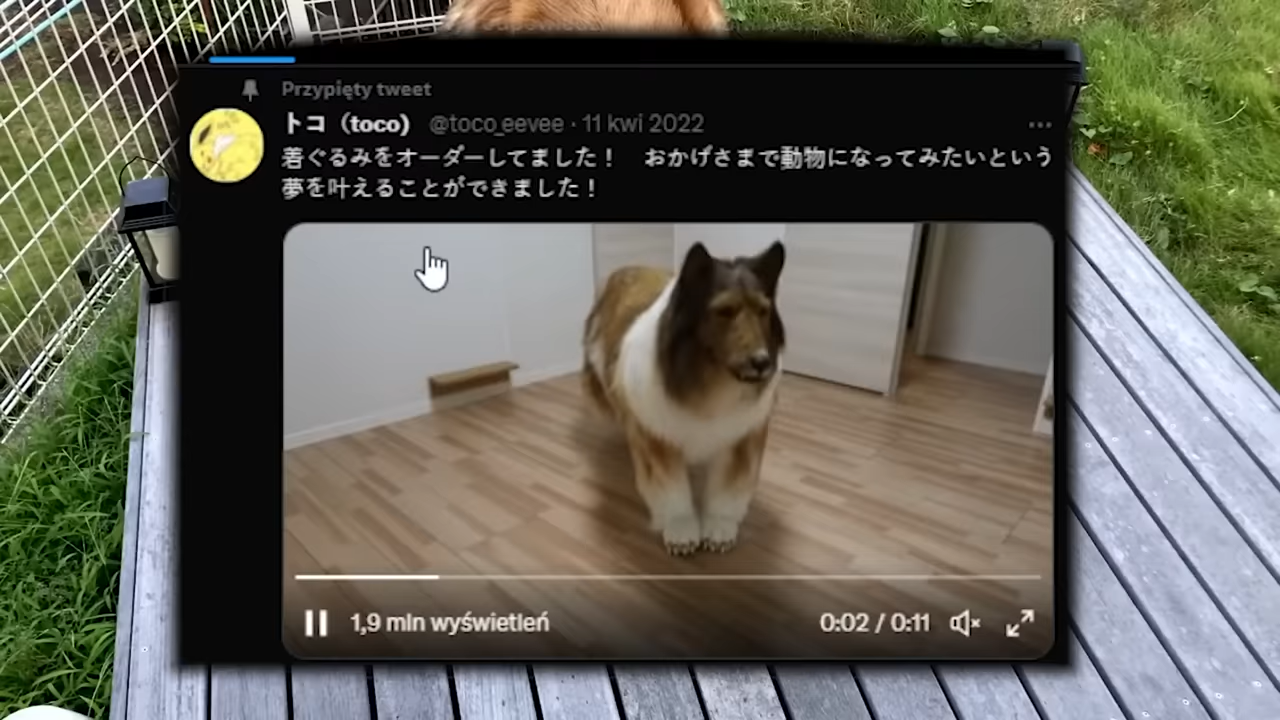 Przypięty tweet
トコ（toco） @toco_eevee · 11 kwi 2022
着ぐるみをオーダーしてました！　おかげさまで動物になってみたいという
夢を叶えることができました！
1,9 mln wyświetleń
0:02 / 0:11